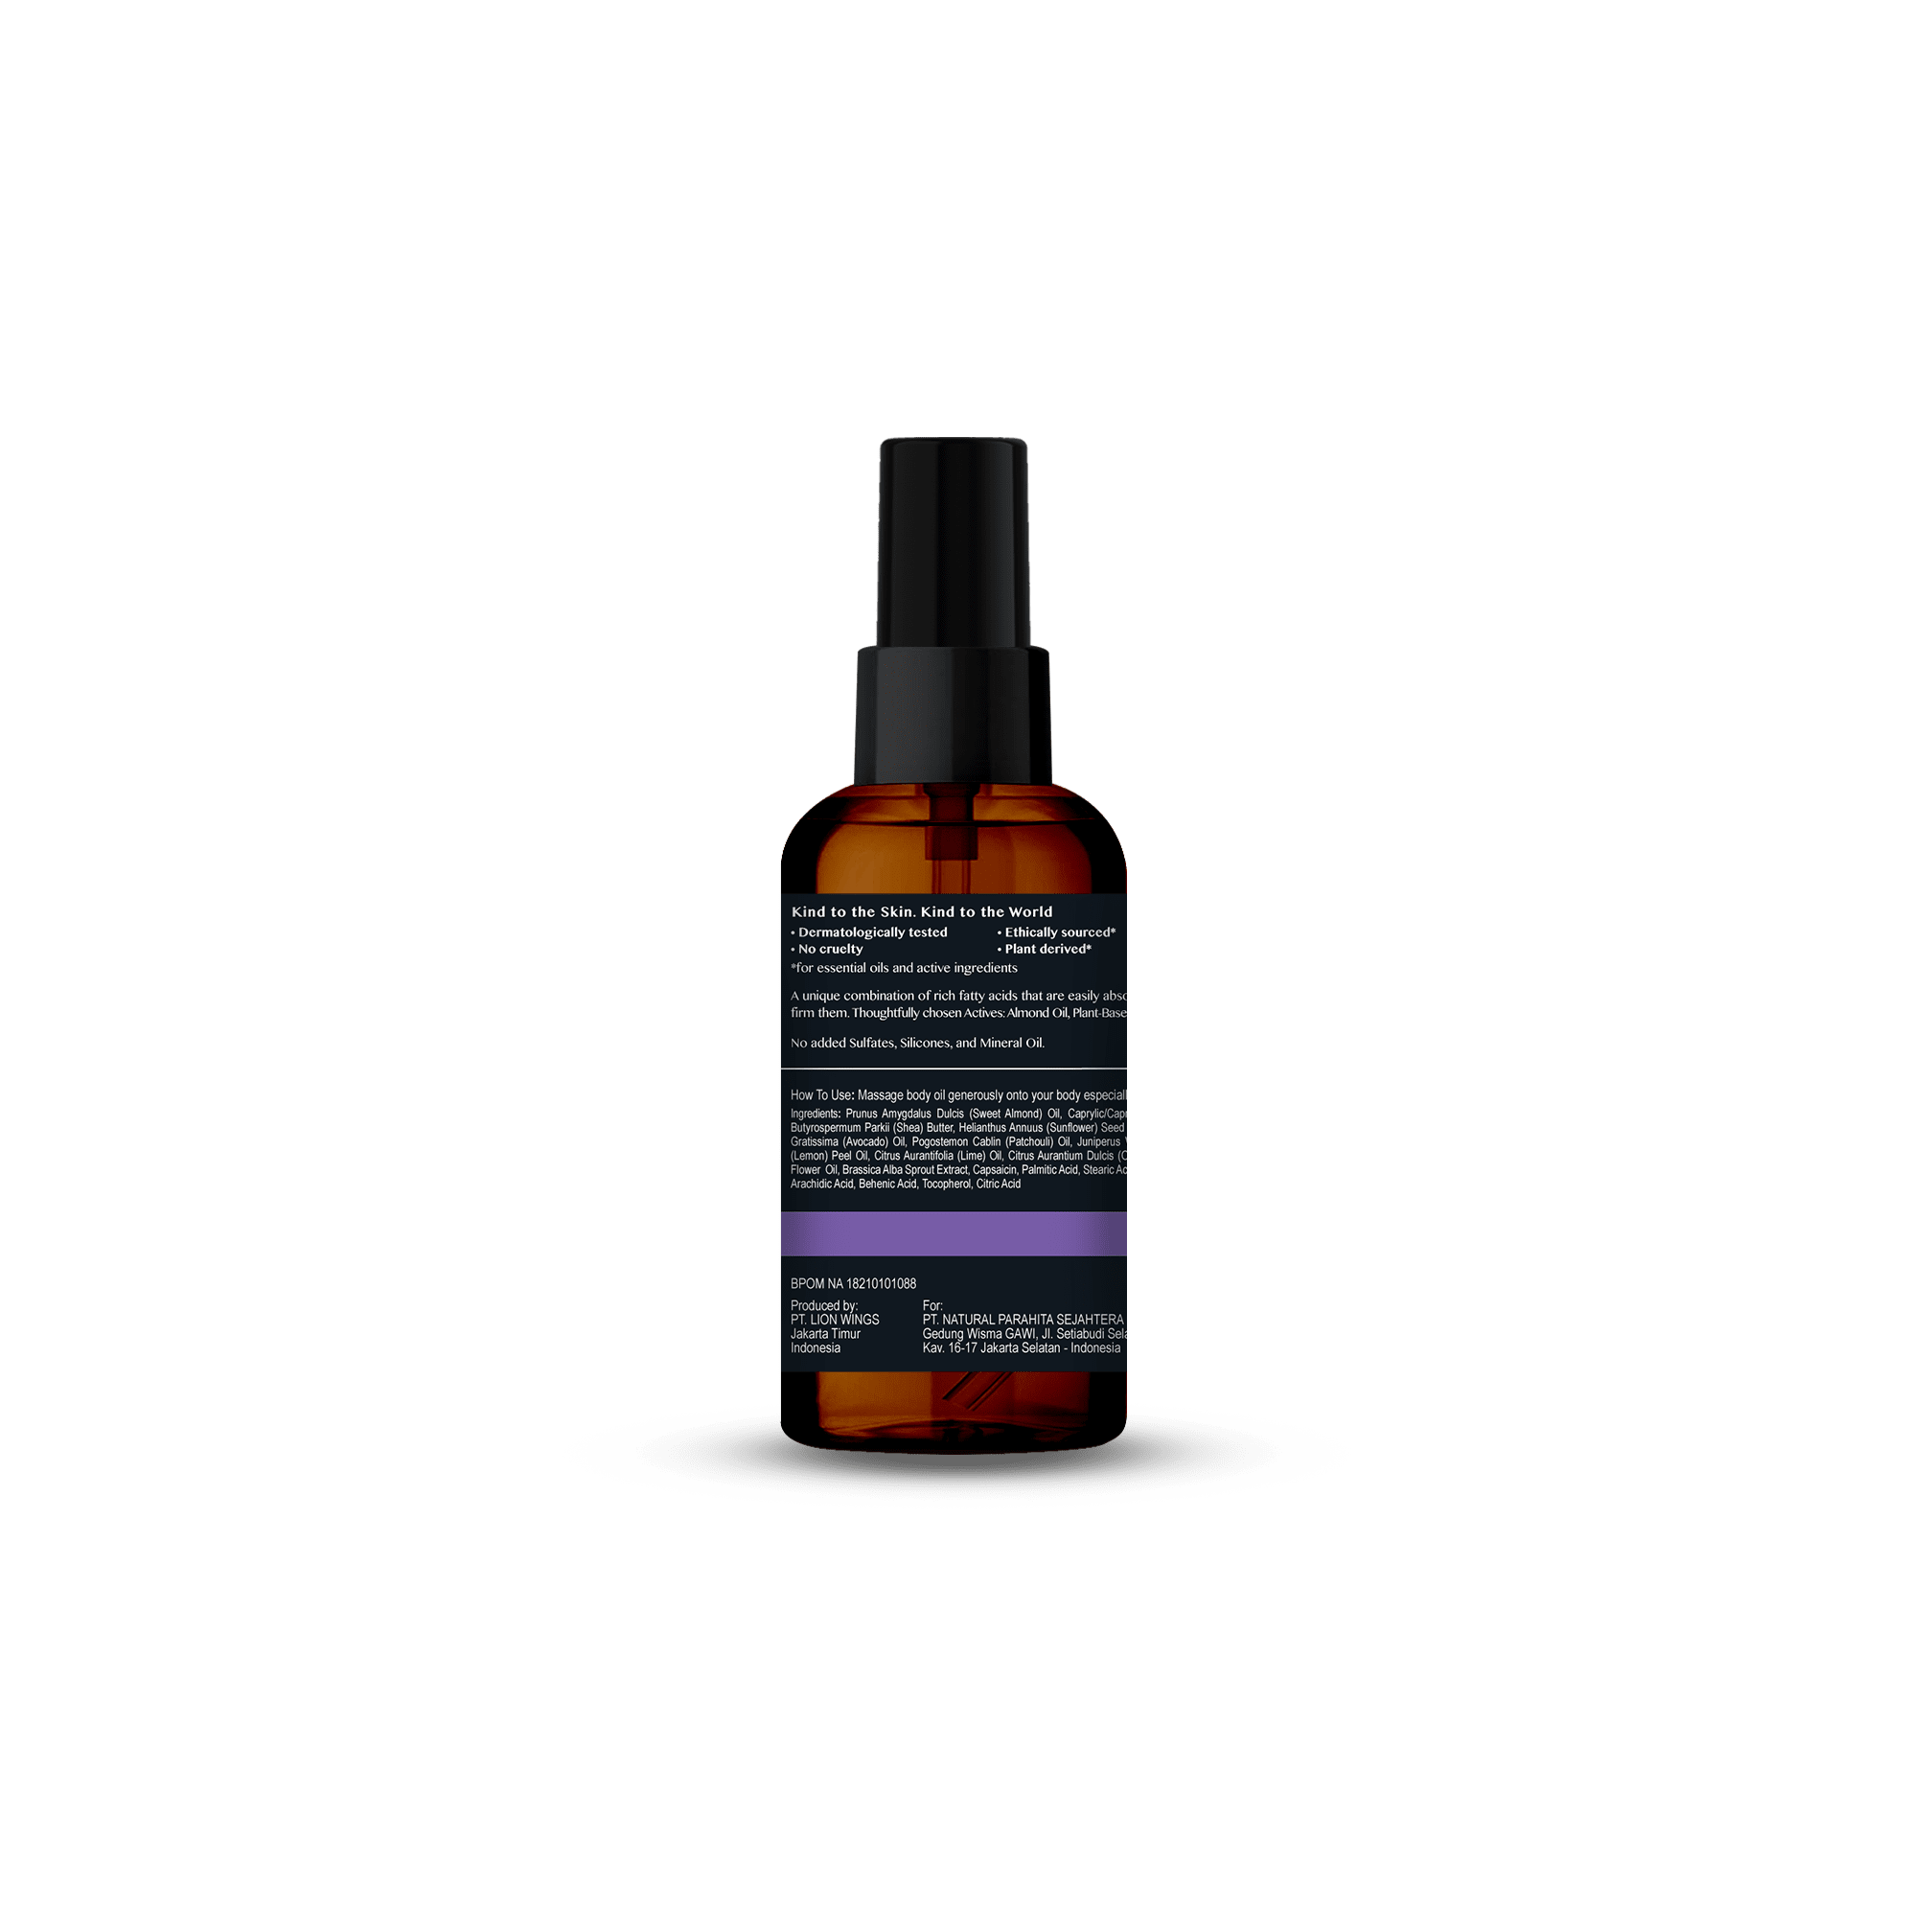 Kind to the Skin. Kind to the World
• Dermatologically tested
• Ethically sourced*
• No cruelty
• Plant derived*
*for essential oils and active ingredients
A unique combination of rich fatty acids that are easily
firm them. Thoughtfully chosen Actives: Almond Oil, Plant-Base
No added Sulfates, Silicones, and Mineral Oil.
How To Use: Massage body oil generously onto your body
Ingredients: Prunus Amygdalus Dulcis (Sweet Almond) Oil,
Butyrospermum Parkii (Shea) Butter, Helianthus Annuus (Sunflower) Seed
Gratissima (Avocado) Oil, Pogostemon Cablin (Patchouli) Oil, Juniperus
(Lemon) Peel Oil, Citrus Aurantifolia (Lime) Oil, Citrus Aurantium Dulcis
Flower Oil, Brassica Alba Sprout Extract, Capsaicin, Palmitic Acid, Stearic
Arachidic Acid, Behenic Acid, Tocopherol, Citric Acid
BPOM NA 18210101088
Produced by:
PT. LION WINGS
Jakarta Timur
Indonesia
For:
PT. NATURAL PARAHITA SEJAHTERA
Gedung Wisma GAWI, Jl. Setiabudi
Kav. 16-17 Jakarta Selatan - Indonesia